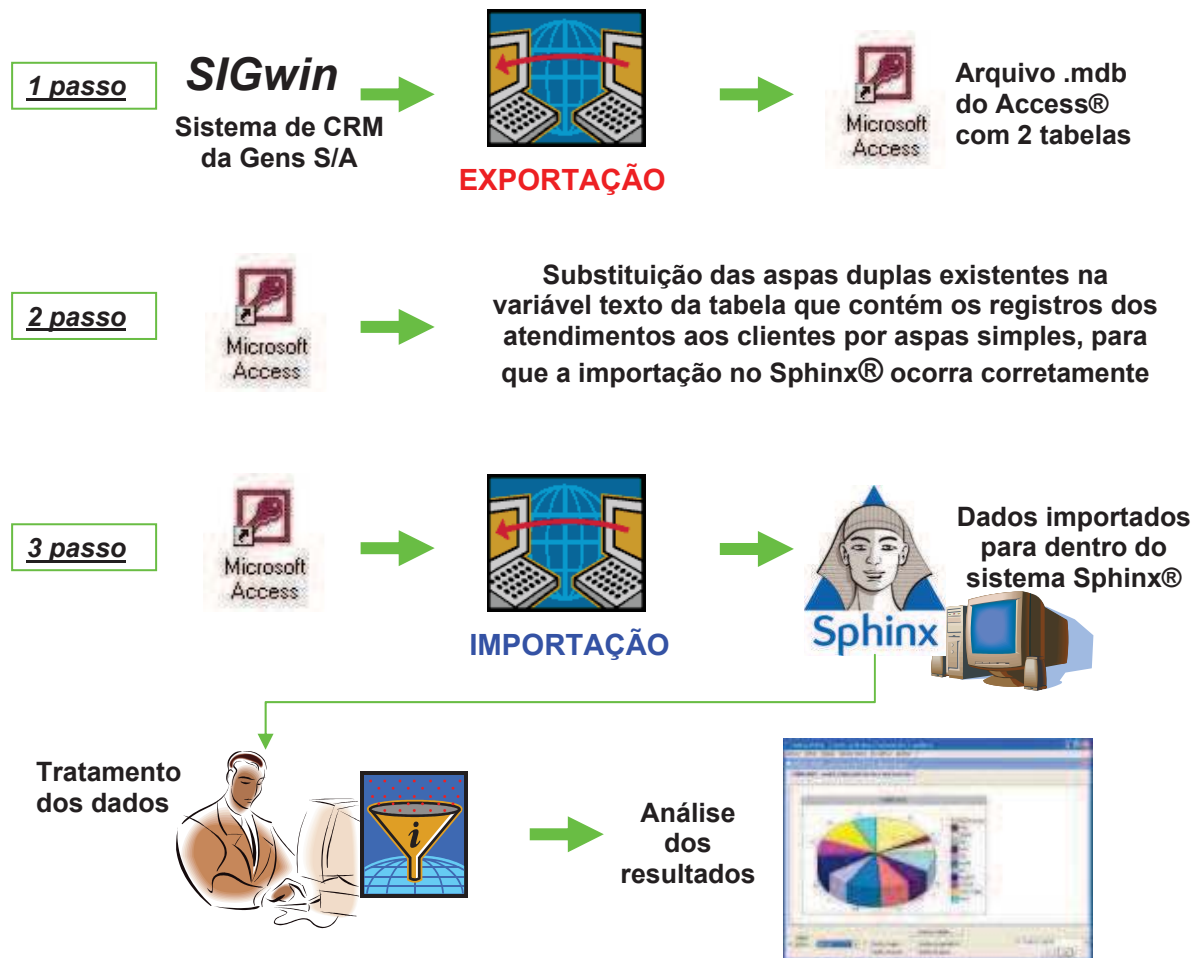 1 passo
SIGwin
Sistema de CRM
da Gens S/A
EXPORTAÇÃO
Microsoft
Access
Arquivo .mdb
do Access®
com 2 tabelas
2 passo
Microsoft
Access
Substituição das aspas duplas existentes na
variável texto da tabela que contém os registros dos
atendimentos aos clientes por aspas simples, para
que a importação no Sphinx® ocorra corretamente
3 passo
Microsoft
Access
IMPORTAÇÃO
Sphinx
Dados importados
para dentro do
sistema Sphinx®
Tratamento
dos dados
i
Análise
dos
resultados